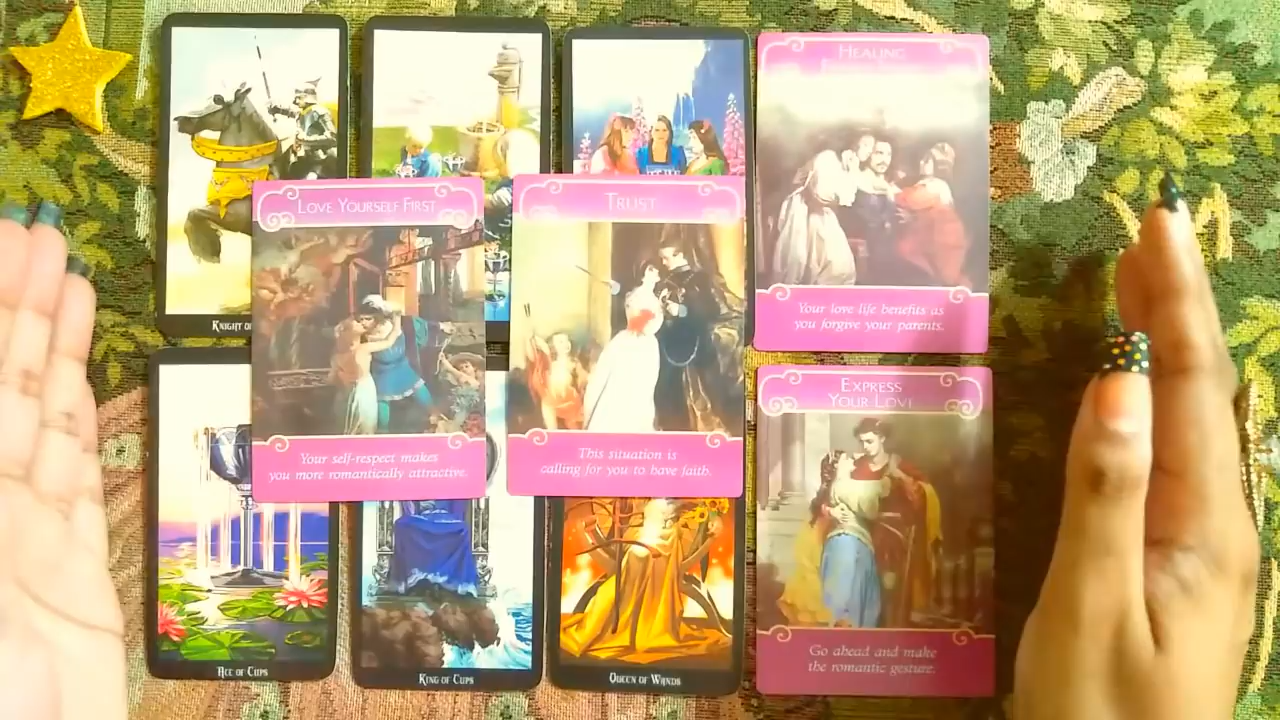 Knight
Love Yourself First
Your self-respect makes
you more romantically attractive.
Trust
This situation is
calling for you to have faith.
Healing
Your love life benefits as
you forgive your parents.
Ace of Cups
King of Cups
Queen of Wands
Express
Your Love
Go ahead and make
the romantic gesture.